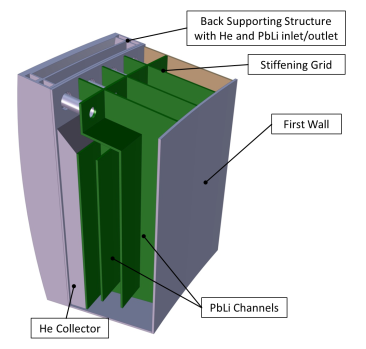 Back Supporting Structure
with He and PbLi inlet/outlet
Stiffening Grid
First Wall
PbLi Channels
He Collector